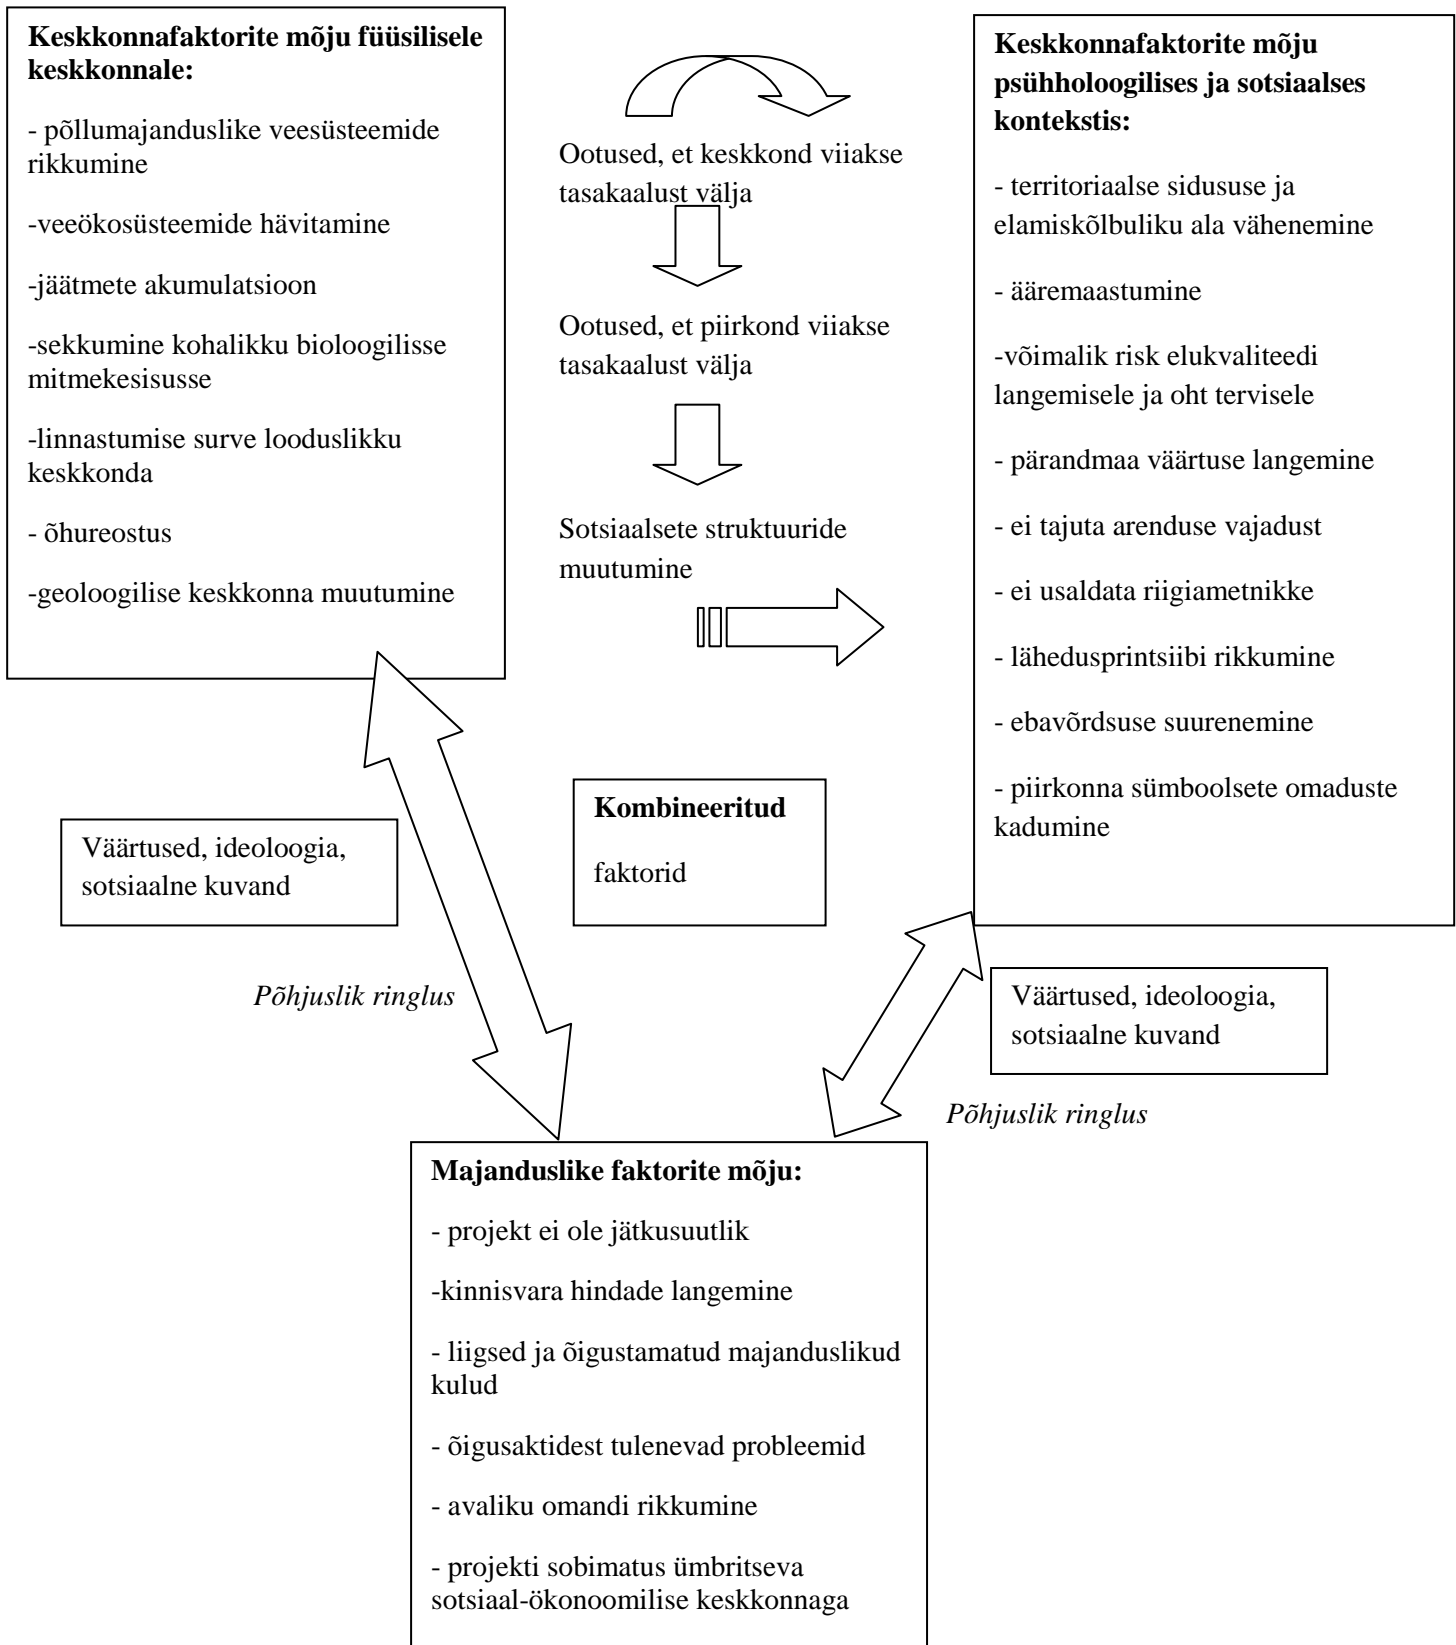 Keskkonnafaktorite mõju füüsilisele
keskkonnale:
- põllumajanduslike veesüsteemide
rikkumine
-veeökosüsteemide hävitamine
-jäätmete akumulatsioon
-sekkumine kohalikku bioloogilisse
mitmekesisusse
-linnastumise surve looduslikku
keskkonda
- õhureostus
-geoloogilise keskkonna muutumine
Ootused, et keskkond viiakse
tasakaalust välja
Ootused, et piirkond viiakse
tasakaalust välja
Sotsiaalsete struktuuride
muutumine
Keskkonnafaktorite mõju
psühholoogilises ja sotsiaalses
kontekstis:
- territoriaalse sidususe ja
elamiskõlbuliku ala vähenemine
- ääremaastumine
-võimalik risk elukvaliteedi
langemisele ja oht tervisele
- pärandmaa väärtuse langemine
- ei tajuta arenduse vajadust
- ei usaldata riigiametnikke
- lähedusprintsiibi rikkumine
- ebavõrdsuse suurenemine
- piirkonna sümboolsete omaduste
kadumine
Väärtused, ideoloogia,
sotsiaalne kuvand
Kombineeritud
faktorid
Põhjuslik ringlus
Väärtused, ideoloogia,
sotsiaalne kuvand
Põhjuslik ringlus
Majanduslike faktorite mõju:
- projekt ei ole jätkusuutlik
-kinnisvara hindade langemine
- liigsed ja õigustamatud majanduslikud
kulud
- õigusaktidest tulenevad probleemid
- avaliku omandi rikkumine
- projekti sobimatus ümbritseva
sotsiaal-ökonoomilise keskkonnaga